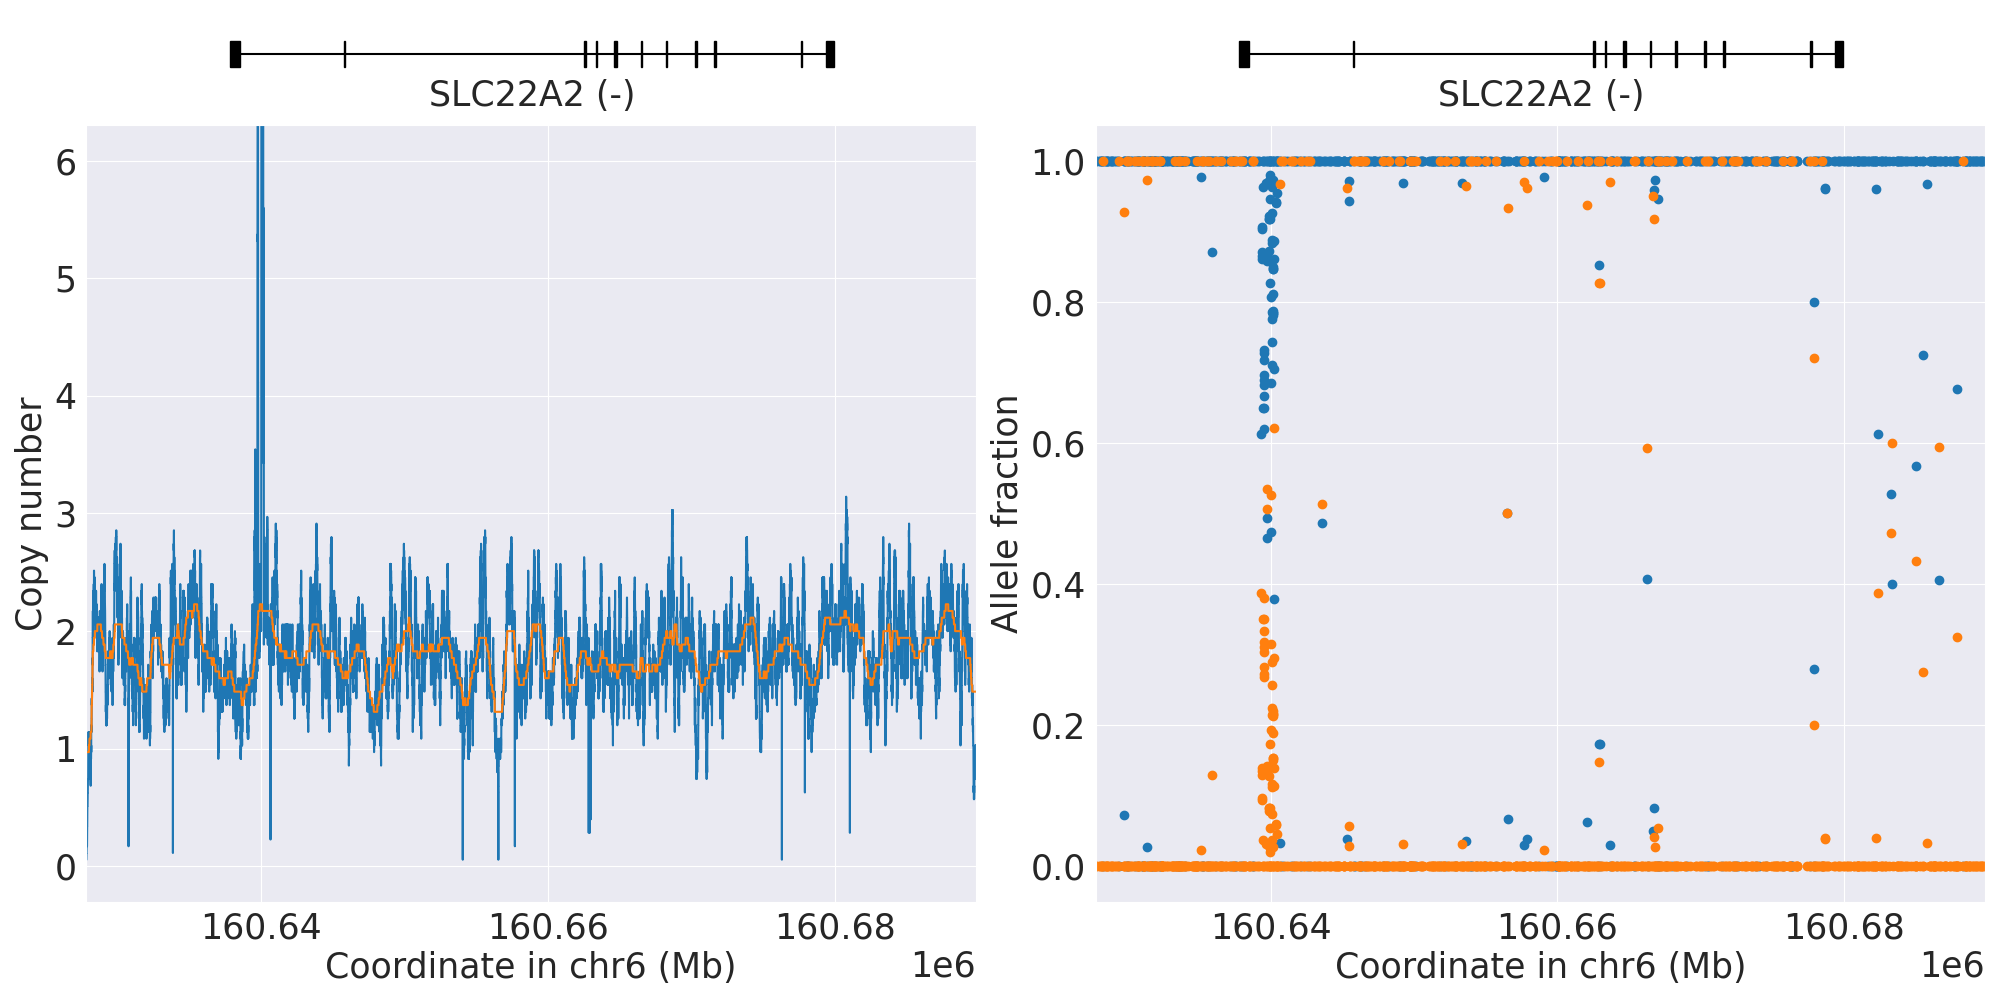 SLC22A2 (-)
6
5
4
3
2
1
0
Copy number
160.64 160.66 160.68
Coordinate in chr6 (Mb)
1e6
SLC22A2 (-)
1.0
0.8
0.6
0.4
0.2
0.0
Allele fraction
160.64 160.66 160.68
Coordinate in chr6 (Mb)
1e6